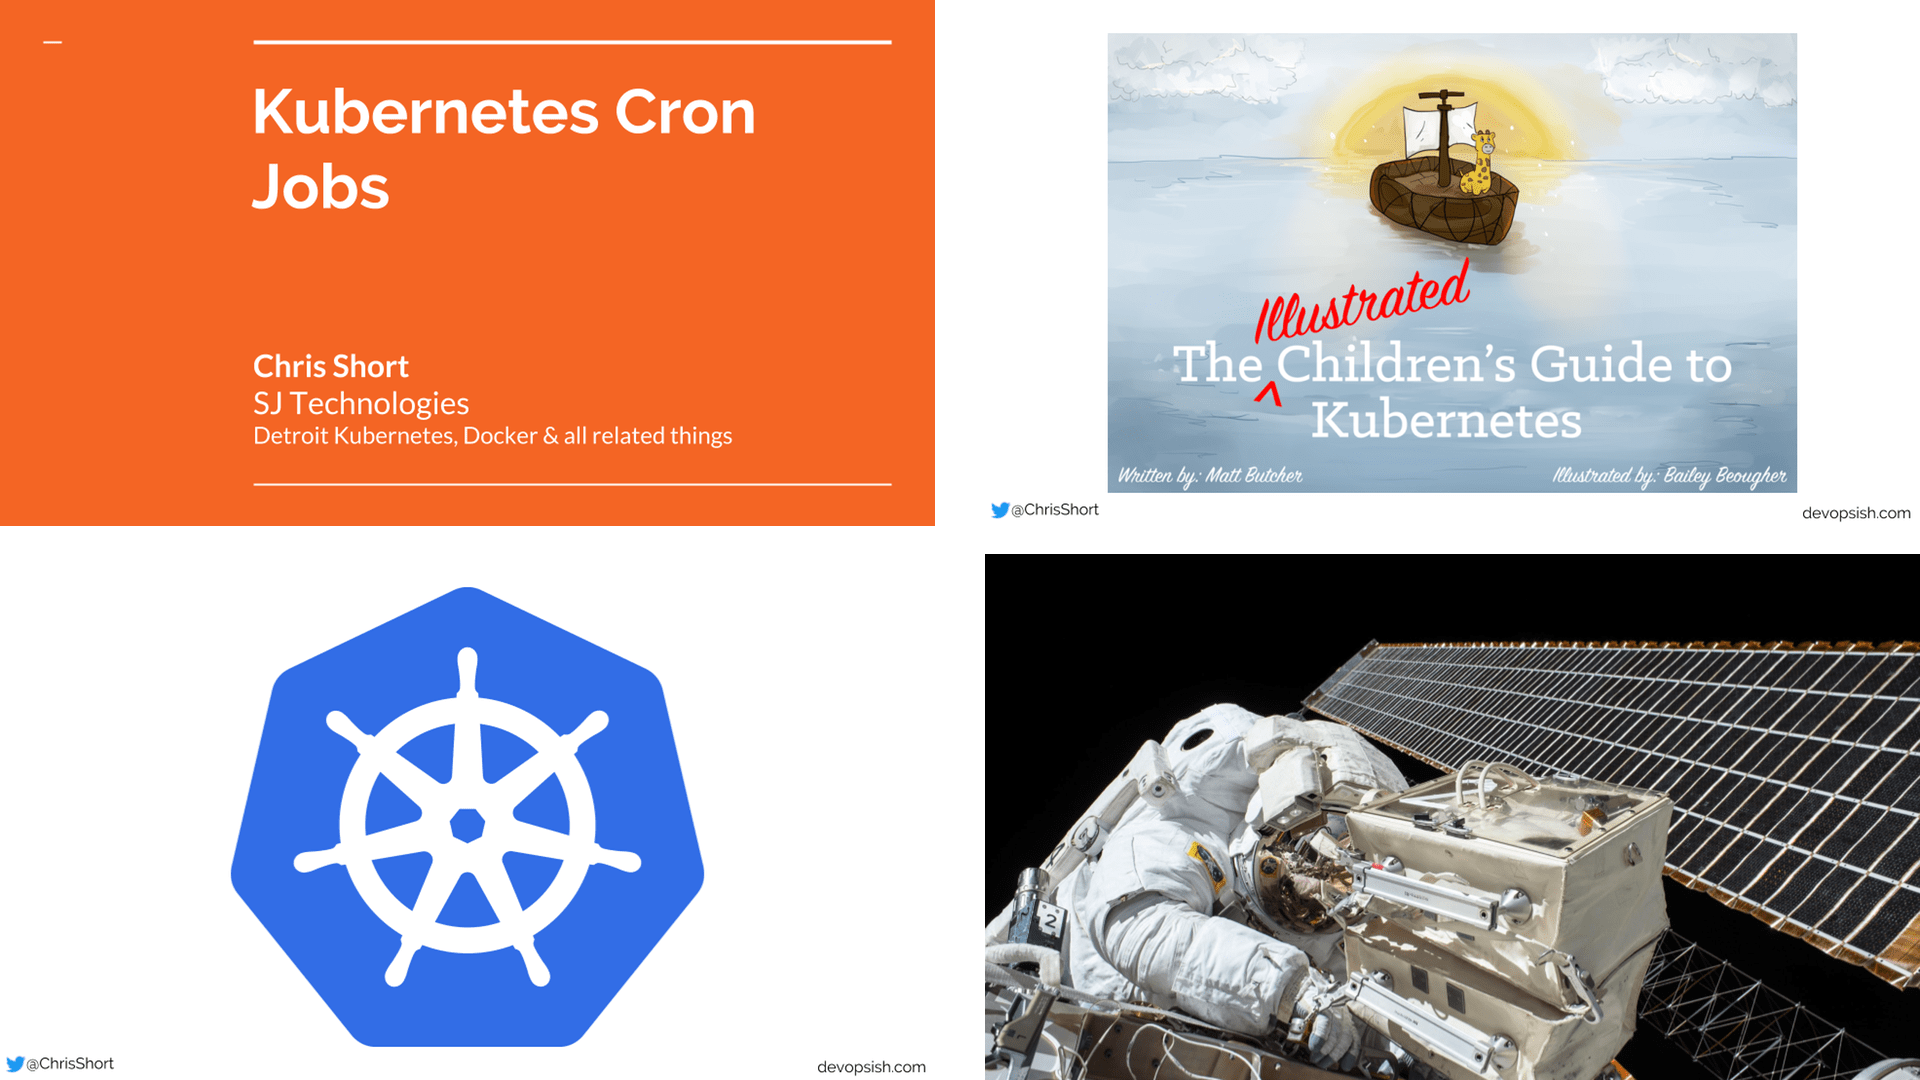 Kubernetes Cron
Jobs
Chris Short
SJ Technologies
Detroit Kubernetes, Docker & all related things
Illustrated
The Children's Guide to
^
Kubernetes
Written by: Matt Butcher
Illustrated by: Bailey Beougher
@ChrisShort
devopsish.com
@ChrisShort
devopsish.com
2